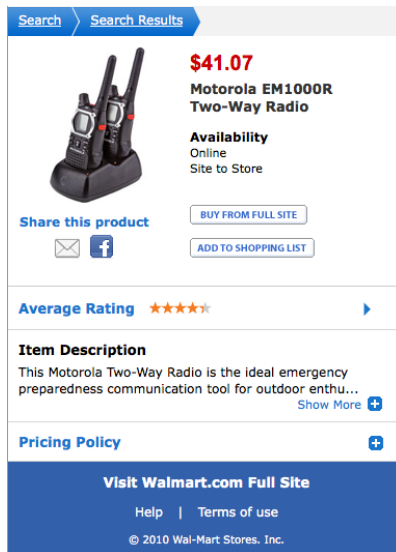 Search Search Results
$41.07
Motorola EM1000R
Two-Way Radio
Availability
Online
Site to Store
Share this product
BUY FROM FULL SITE
ADD TO SHOPPING LIST
Average Rating
Item Description
This Motorola Two-Way Radio is the ideal emergency
preparedness communication tool for outdoor enthu...
Show More
Pricing Policy
Visit Walmart.com Full Site
Help | Terms of use
© 2010 Wal-Mart Stores. Inc.